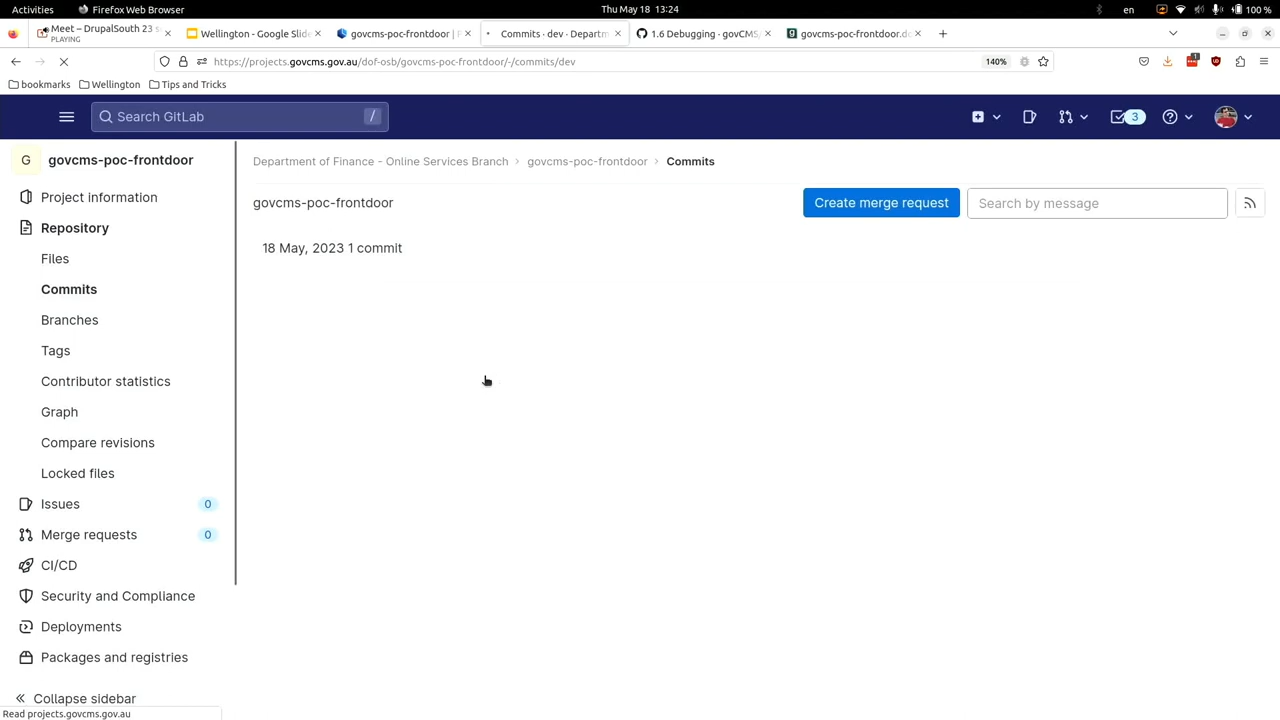 Activities
Firefox Web Browser
Thu May 18 13:24
en
100 %
Meet – DrupalSouth 23 s
PLAYING
Wellington - Google Slide
govcms-poc-frontdoor | P
Commits · dev · Departm
1.6 Debugging · govCMS/
govcms-poc-frontdoor.d
https://projects.govcms.gov.au/dof-osb/govcms-poc-frontdoor/-/commits/dev
140%
1
bookmarks
Wellington
Tips and Tricks
Search GitLab
/
3
G
govcms-poc-frontdoor
Project information
Repository
Files
Commits
Branches
Tags
Contributor statistics
Graph
Compare revisions
Locked files
Issues
0
Merge requests
0
CI/CD
Security and Compliance
Deployments
Packages and registries
Collapse sidebar
Department of Finance - Online Services Branch › govcms-poc-frontdoor › Commits
govcms-poc-frontdoor
Create merge request
Search by message
18 May, 2023 1 commit
Read projects.govcms.gov.au